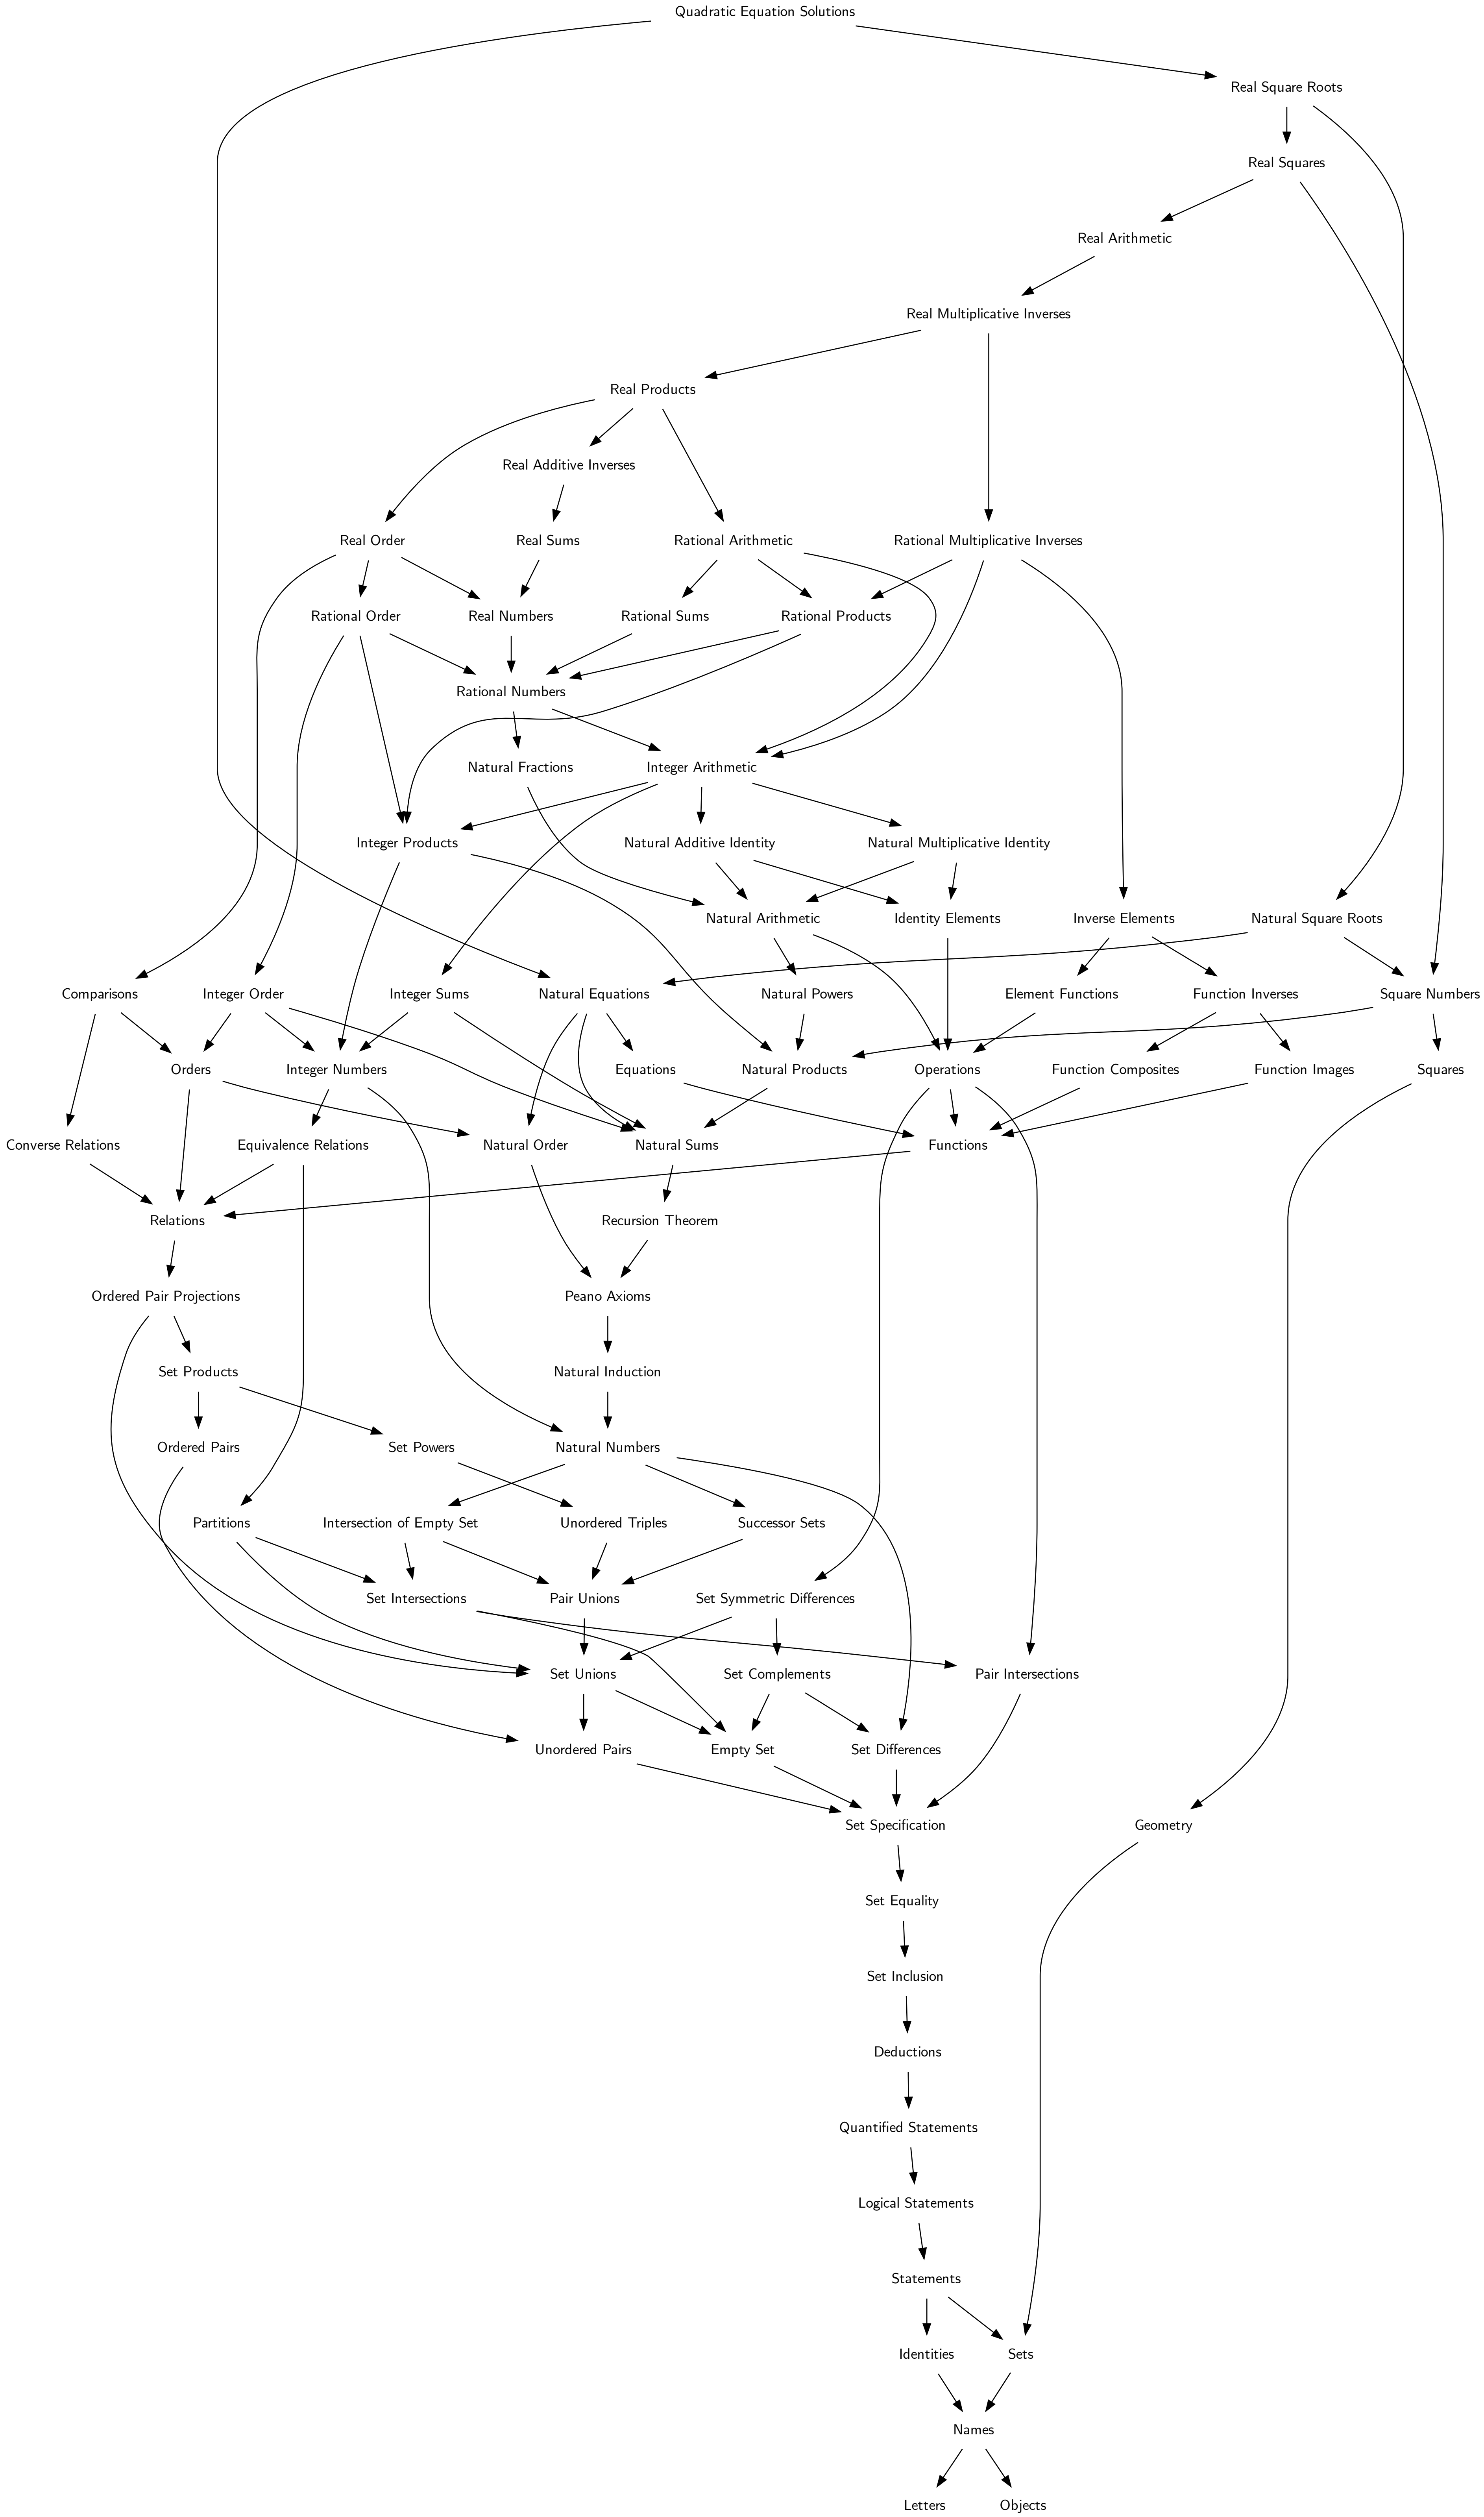 Quadratic Equation Solutions
Real Square Roots
Real Squares
Real Arithmetic
Real Multiplicative Inverses
Real Products
Real Additive Inverses
Real Order
Real Sums
Rational Arithmetic
Rational Multiplicative Inverses
Rational Order
Real Numbers
Rational Sums
Rational Products
Rational Numbers
Natural Fractions
Integer Arithmetic
Integer Products
Natural Additive Identity
Natural Multiplicative Identity
Natural Arithmetic
Identity Elements
Inverse Elements
Natural Square Roots
Comparisons
Integer Order
Integer Sums
Natural Equations
Natural Powers
Element Functions
Function Inverses
Square Numbers
Orders
Integer Numbers
Equations
Natural Products
Operations
Function Composites
Function Images
Squares
Converse Relations
Equivalence Relations
Natural Order
Natural Sums
Functions
Relations
Recursion Theorem
Ordered Pair Projections
Peano Axioms
Set Products
Natural Induction
Ordered Pairs
Set Powers
Natural Numbers
Partitions
Intersection of Empty Set
Unordered Triples
Successor Sets
Set Intersections
Pair Unions
Set Symmetric Differences
Set Unions
Set Complements
Pair Intersections
Unordered Pairs
Empty Set
Set Differences
Set Specification
Geometry
Set Equality
Set Inclusion
Deductions
Quantified Statements
Logical Statements
Statements
Identities
Sets
Names
Letters
Objects